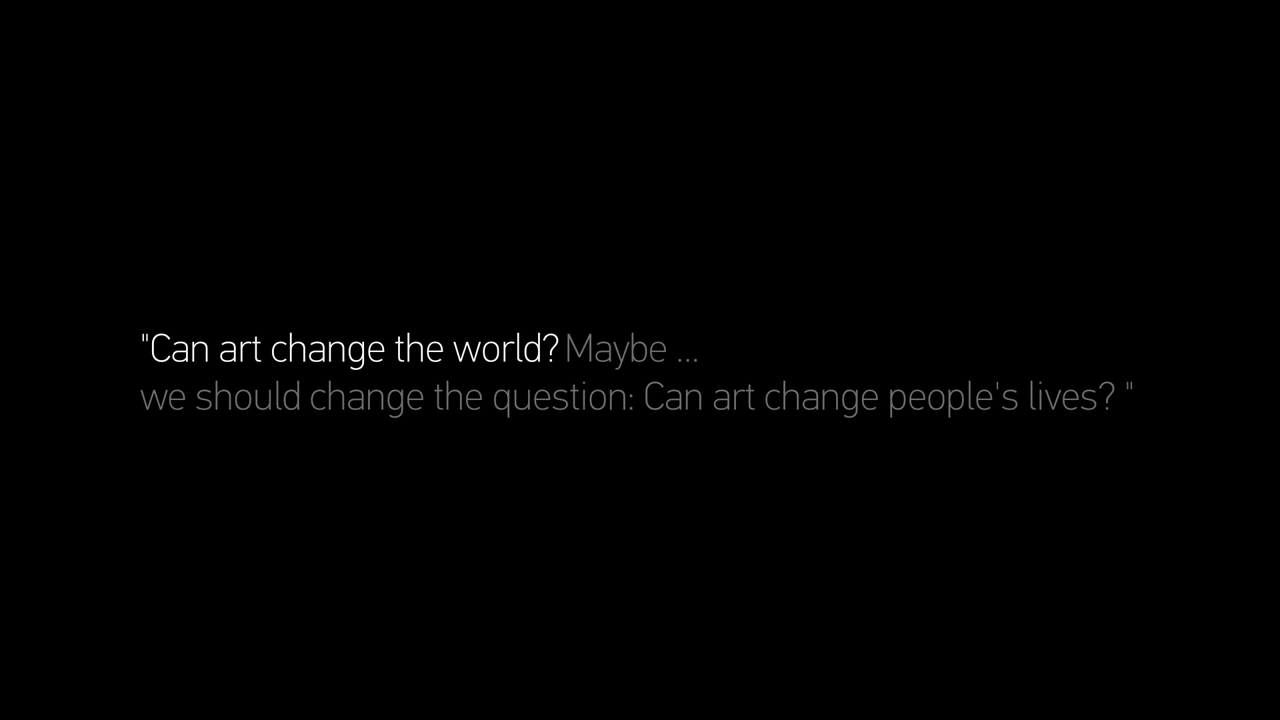 "Can art change the world? Maybe ...
we should change the question: Can art change people's lives? "